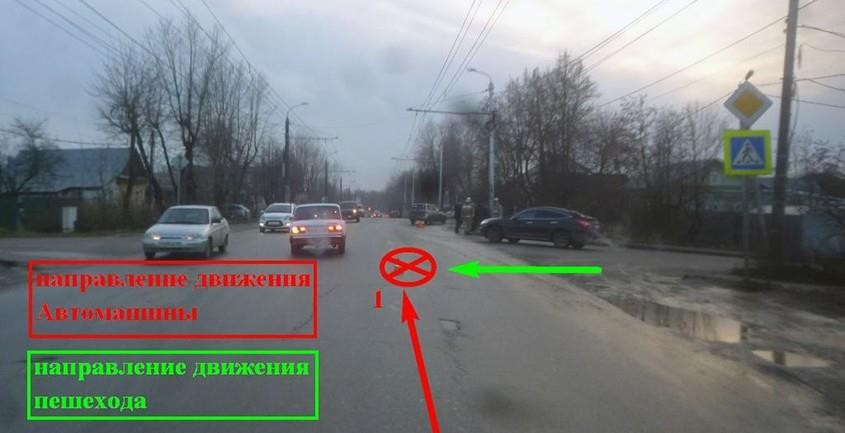 направление движения
Автомашины
1
направление движения
пешехода